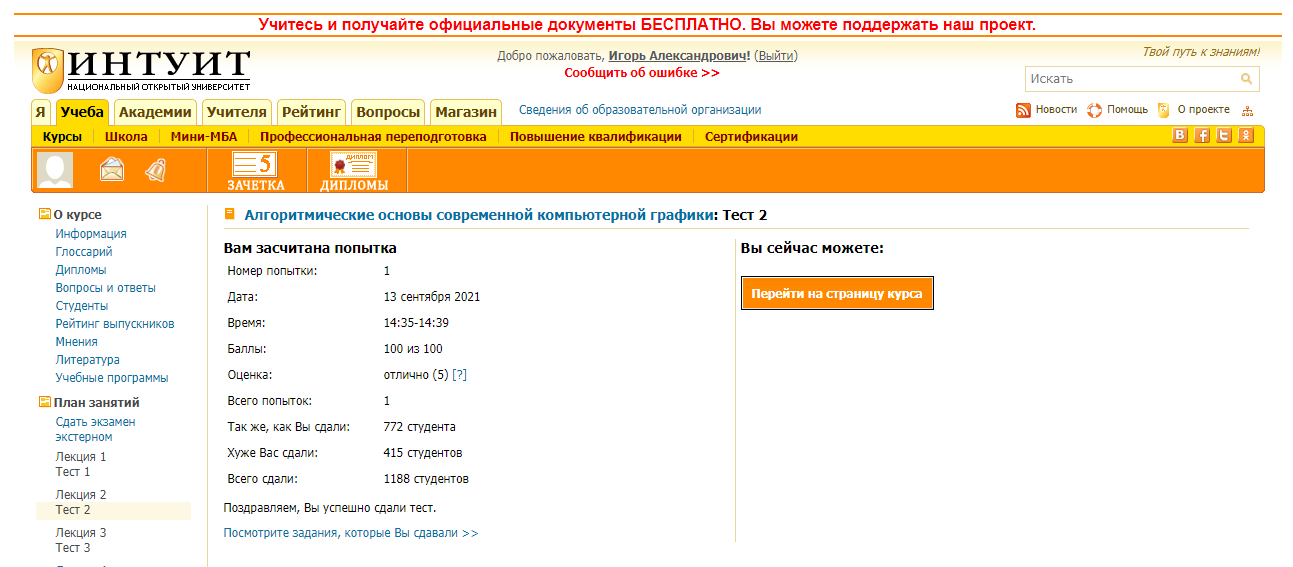 Учитесь и получайте официальные документы БЕСПЛАТНО. Вы можете поддержать наш проект.
ИНТУИТ
НАЦИОНАЛЬНЫЙ ОТКРЫТЫЙ УНИВЕРСИТЕТ
Добро пожаловать, Игорь Александрович! (Выйти)
Сообщить об ошибке >>
Твой путь к знаниям!
Искать
Я Учеба Академии Учителя Рейтинг Вопросы Магазин Сведения об образовательной организации
Новости Помощь О проекте
Курсы Школа Мини-МБА Профессиональная переподготовка Повышение квалификации Сертификации
B f t
5
ЗАЧЕТКА
ДИПЛОМ
ДИПЛОМЫ
О курсе
Информация
Глоссарий
Дипломы
Вопросы и ответы
Студенты
Рейтинг выпускников
Мнения
Литература
Учебные программы
План занятий
Сдать экзамен
экстерном
Лекция 1
Тест 1
Лекция 2
Тест 2
Лекция 3
Тест 3
Алгоритмические основы современной компьютерной графики: Тест 2
Вам засчитана попытка
Номер попытки: 1
Дата: 13 сентября 2021
Время: 14:35-14:39
Баллы: 100 из 100
Оценка: отлично (5) [?]
Всего попыток: 1
Так же, как Вы сдали: 772 студента
Хуже Вас сдали: 415 студентов
Всего сдали: 1188 студентов
Поздравляем, Вы успешно сдали тест.
Посмотрите задания, которые Вы сдавали >>
Вы сейчас можете:
Перейти на страницу курса